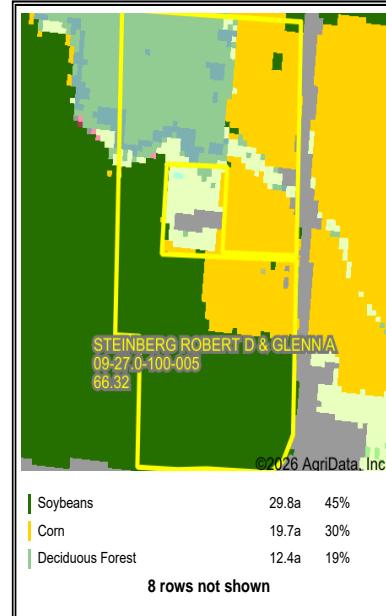 STEINBERG ROBERT D & GLENN A
09-27.0-100-005
66.32
©2026 AgriData, Inc
Soybeans 29.8a 45%
Corn 19.7a 30%
Deciduous Forest 12.4a 19%
8 rows not shown